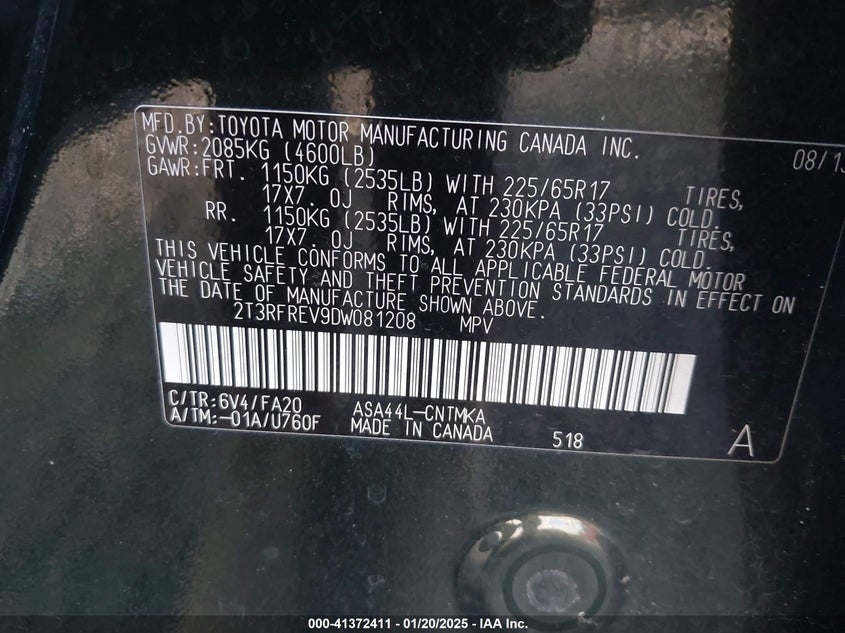 MFD.BY:TOYOTA MOTOR MANUFACTURING CANADA INC.
GVWR:2085KG (4600LB) 08/13
GAWR:FRT. 1150KG (2535LB) WITH 225/65R17 TIRES,
17X7. 0J RIMS, AT 230KPA (33PSI) COLD.
RR. 1150KG (2535LB) WITH 225/65R17 TIRES,
17X7. 0J RIMS, AT 230KPA (33PSI) COLD.
THIS VEHICLE CONFORMS TO ALL APPLICABLE FEDERAL MOTOR
VEHICLE SAFETY AND THEFT PREVENTION STANDARDS IN EFFECT ON
THE DATE OF MANUFACTURE SHOWN ABOVE.
2T3RFREV9DW081208 MPV
C/TR:6V4/FA20 ASA44L-CNTMKA
A/TM:-01A/U760F MADE IN CANADA 518 A
000-41372411 - 01/20/2025 - IAA Inc.